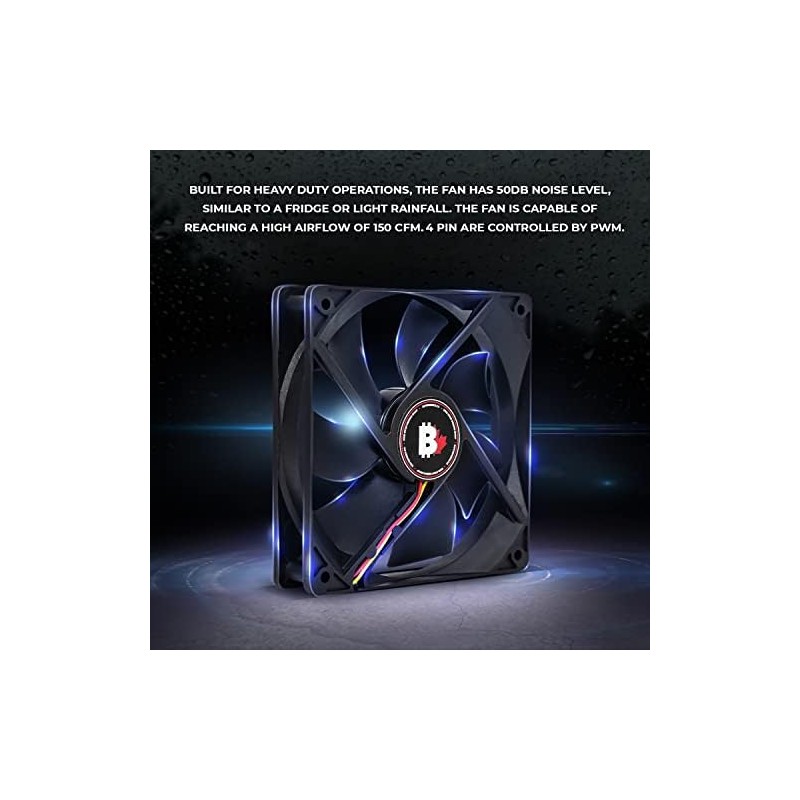 BUILT FOR HEAVY DUTY OPERATIONS, THE FAN HAS 50DB NOISE LEVEL,
SIMILAR TO A FRIDGE OR LIGHT RAINFALL. THE FAN IS CAPABLE OF
REACHING A HIGH AIRFLOW OF 150 CFM. 4 PIN ARE CONTROLLED BY PWM.
B